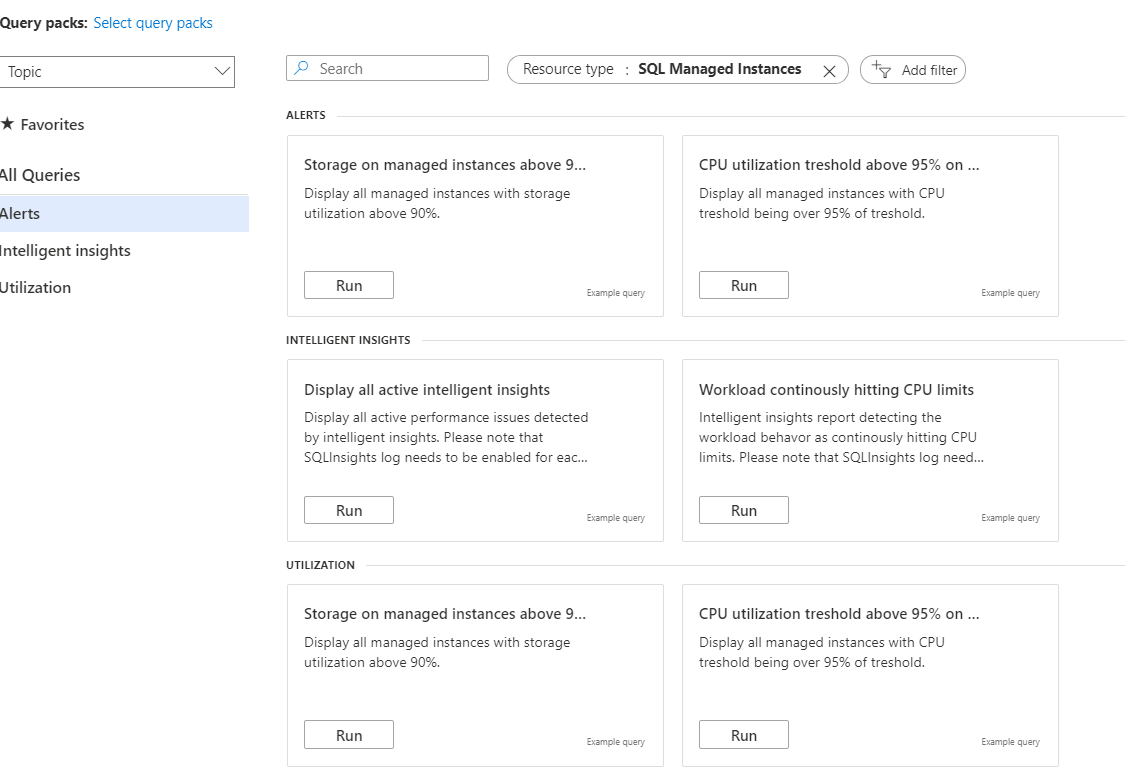 Query packs: Select query packs
Topic
Search
Resource type : SQL Managed Instances
Add filter
★ Favorites
All Queries
Alerts
Intelligent insights
Utilization
ALERTS
Storage on managed instances above 9...
Display all managed instances with storage
utilization above 90%.
Run
Example query
CPU utilization treshold above 95% on ...
Display all managed instances with CPU
treshold being over 95% of treshold.
Run
Example query
INTELLIGENT INSIGHTS
Display all active intelligent insights
Display all active performance issues detected
by intelligent insights. Please note that
SQLInsights log needs to be enabled for eac...
Run
Example query
Workload continously hitting CPU limits
Intelligent insights report detecting the
workload behavor as continously hitting CPU
limits. Please note that SQLInsights log need...
Run
Example query
UTILIZATION
Storage on managed instances above 9...
Display all managed instances with storage
utilization above 90%.
Run
Example query
CPU utilization treshold above 95% on ...
Display all managed instances with CPU
treshold being over 95% of treshold.
Run
Example query